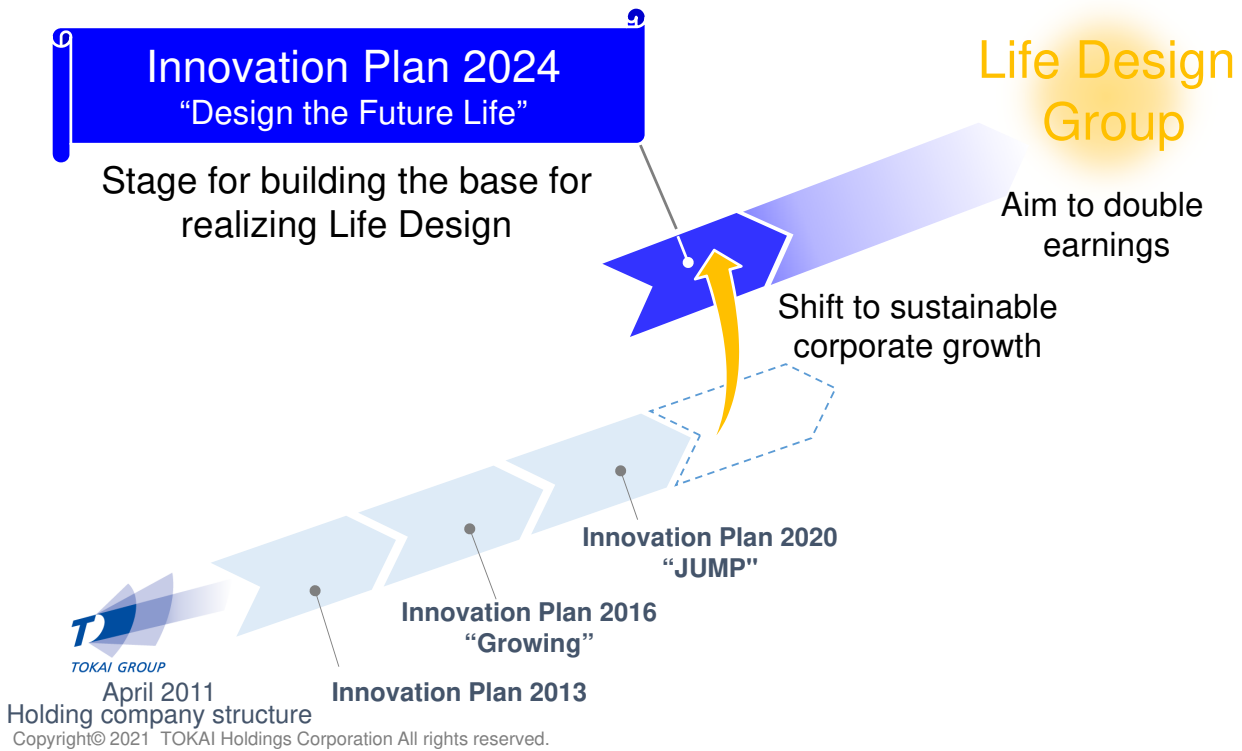 Innovation Plan 2024
“Design the Future Life”
Life Design
Group
Stage for building the base for
realizing Life Design
Aim to double
earnings
Shift to sustainable
corporate growth
Innovation Plan 2020
“JUMP"
Innovation Plan 2016
“Growing”
Innovation Plan 2013
T
TOKAI GROUP
April 2011
Holding company structure
Copyright© 2021 TOKAI Holdings Corporation All rights reserved.